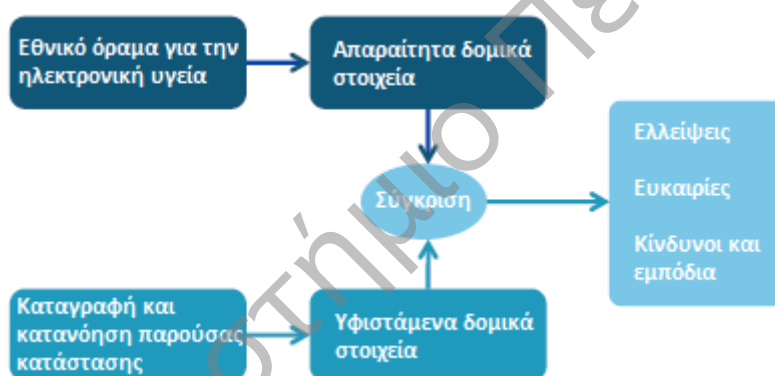 Εθνικό όραμα για την
ηλεκτρονική υγεία
Απαραίτητα δομικά
στοιχεία
Σύγκριση
Ελλείψεις
Ευκαιρίες
Κίνδυνοι και
εμπόδια
Καταγραφή και
κατανόηση παρούσας
κατάστασης
Υφιστάμενα δομικά
στοιχεία